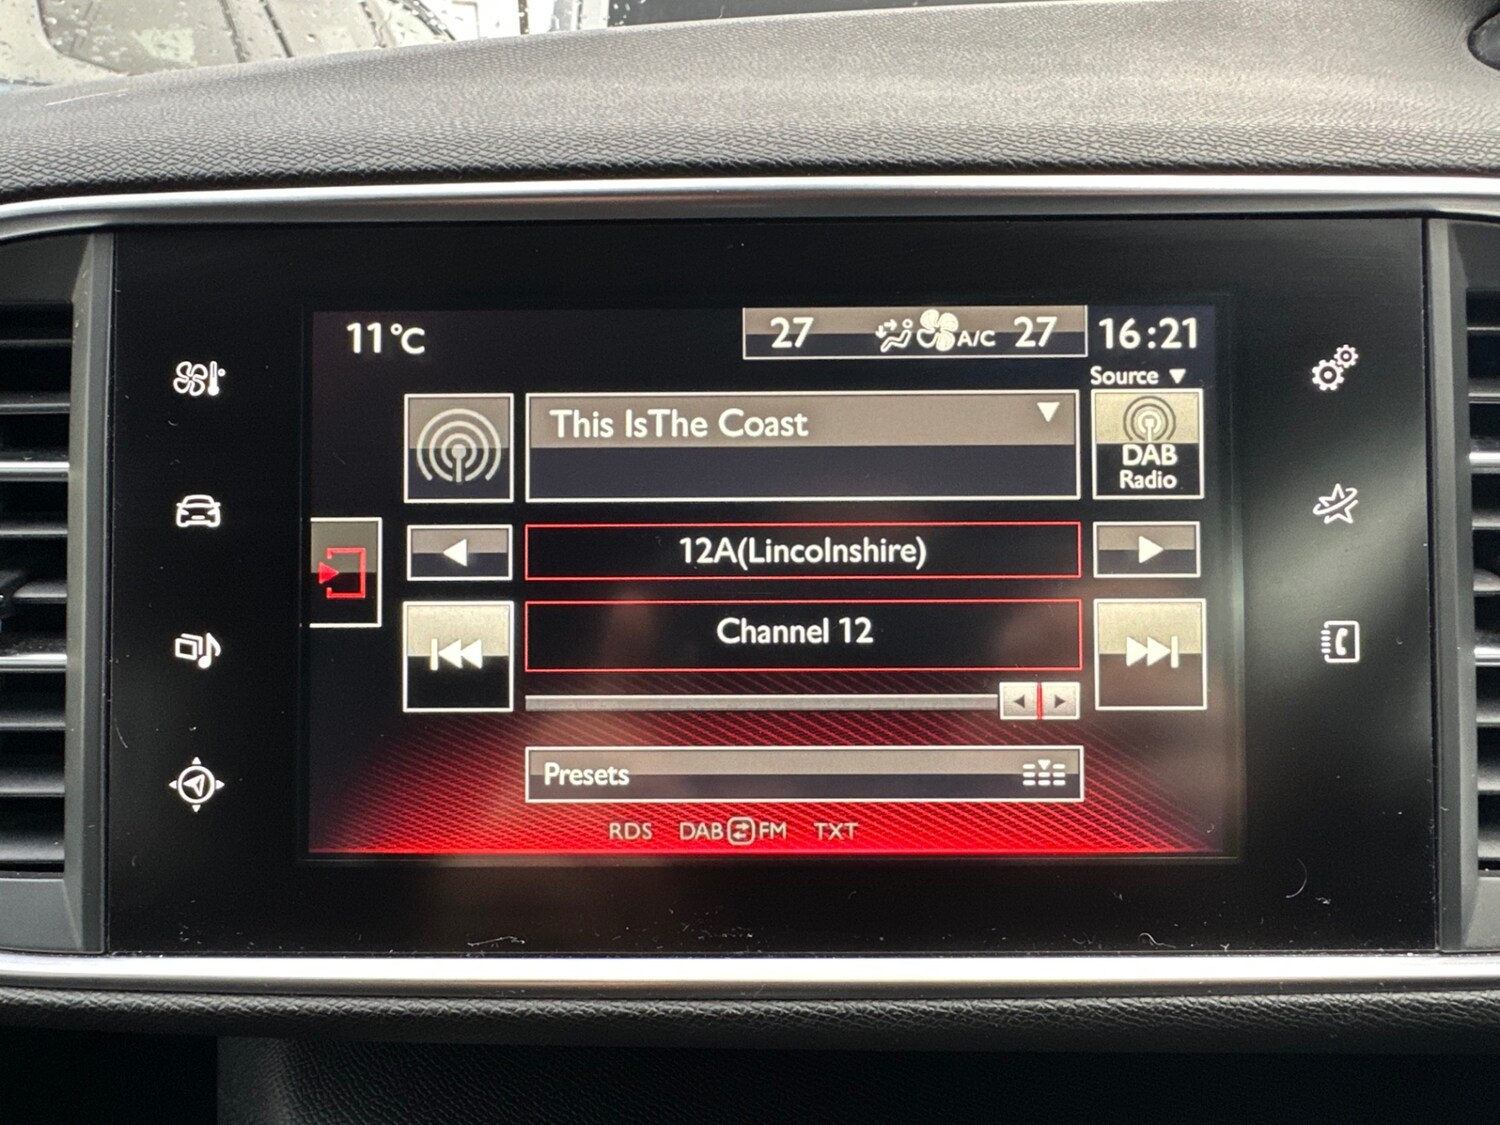 11°C
27 A/C 27
16:21
Source
This IsThe Coast
DAB
Radio
12A(Lincolnshire)
Channel 12
Presets
RDS DAB FM TXT